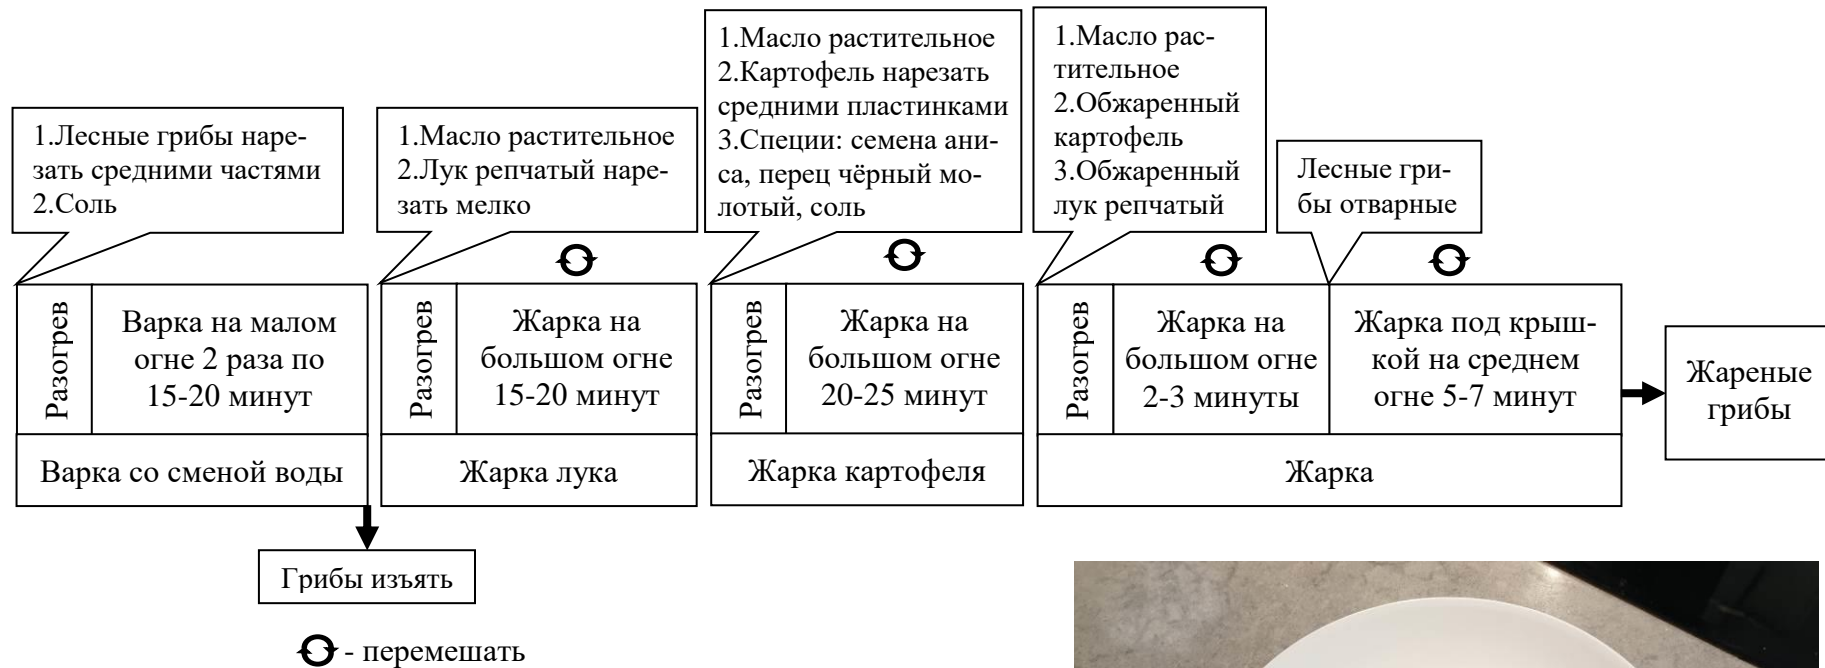 1.Лесные грибы наре-
зать средними частями
2.Соль
1.Масло растительное
2.Лук репчатый наре-
зать мелко
1.Масло растительное
2.Картофель нарезать
средними пластинками
3.Специи: семена ани-
са, перец чёрный мо-
лотый, соль
1.Масло рас-
тительное
2.Обжаренный
картофель
3.Обжаренный
лук репчатый
Лесные гри-
бы отварные
Разогрев
Варка на малом
огне 2 раза по
15-20 минут
Варка со сменой воды
Разогрев
Жарка на
большом огне
15-20 минут
Жарка лука
Разогрев
Жарка на
большом огне
20-25 минут
Жарка картофеля
Разогрев
Жарка на
большом огне
2-3 минуты
Жарка под крыш-
кой на среднем
огне 5-7 минут
Жарка
Жареные
грибы
Грибы изъять
- перемешать